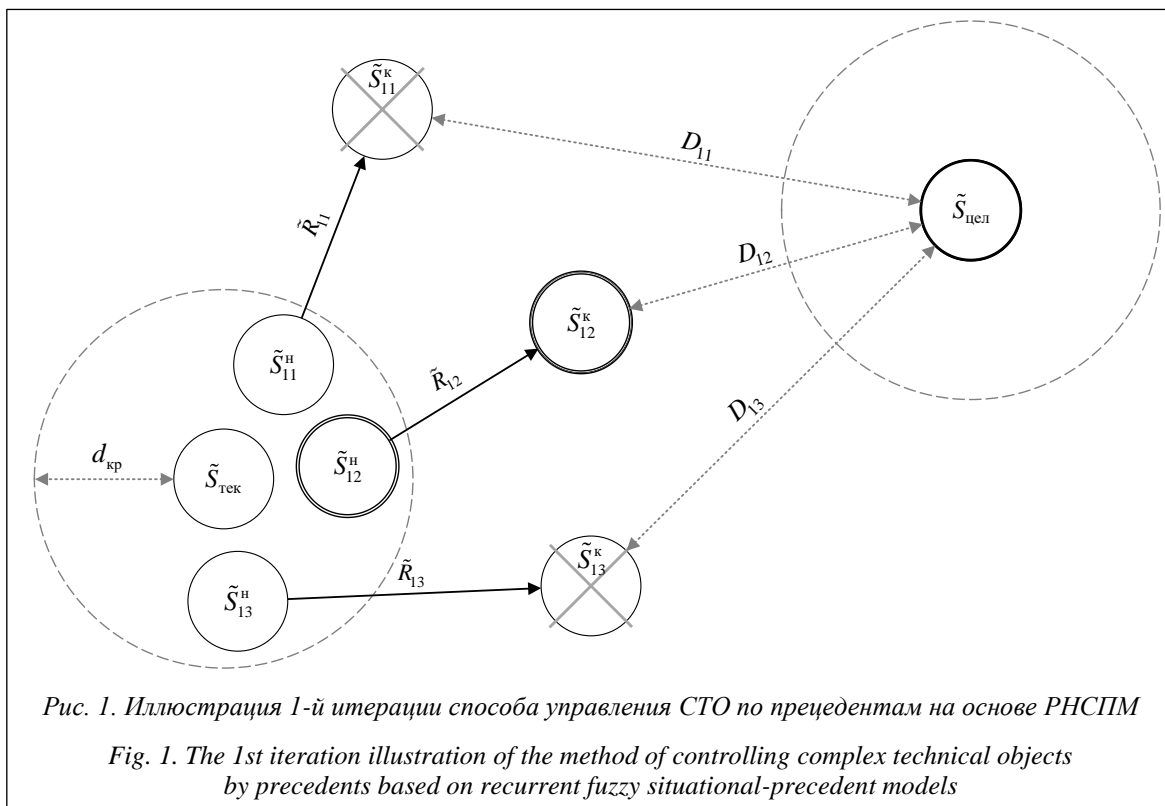 S̃₁₁ᴷ
D₁₁
S̃цел
R̃₁₁
D₁₂
S̃₁₂ᴷ
S̃₁₁ᴴ
R̃₁₂
D₁₃
dкр
S̃тек
S̃₁₂ᴴ
S̃₁₃ᴷ
R̃₁₃
S̃₁₃ᴴ
Рис. 1. Иллюстрация 1-й итерации способа управления СТО по прецедентам на основе РНСПМ
Fig. 1. The 1st iteration illustration of the method of controlling complex technical objects
by precedents based on recurrent fuzzy situational-precedent models